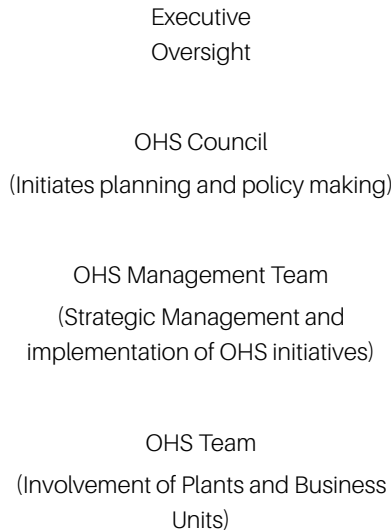 Executive
Oversight
OHS Council
(Initiates planning and policy making)
OHS Management Team
(Strategic Management and
implementation of OHS initiatives)
OHS Team
(Involvement of Plants and Business
Units)